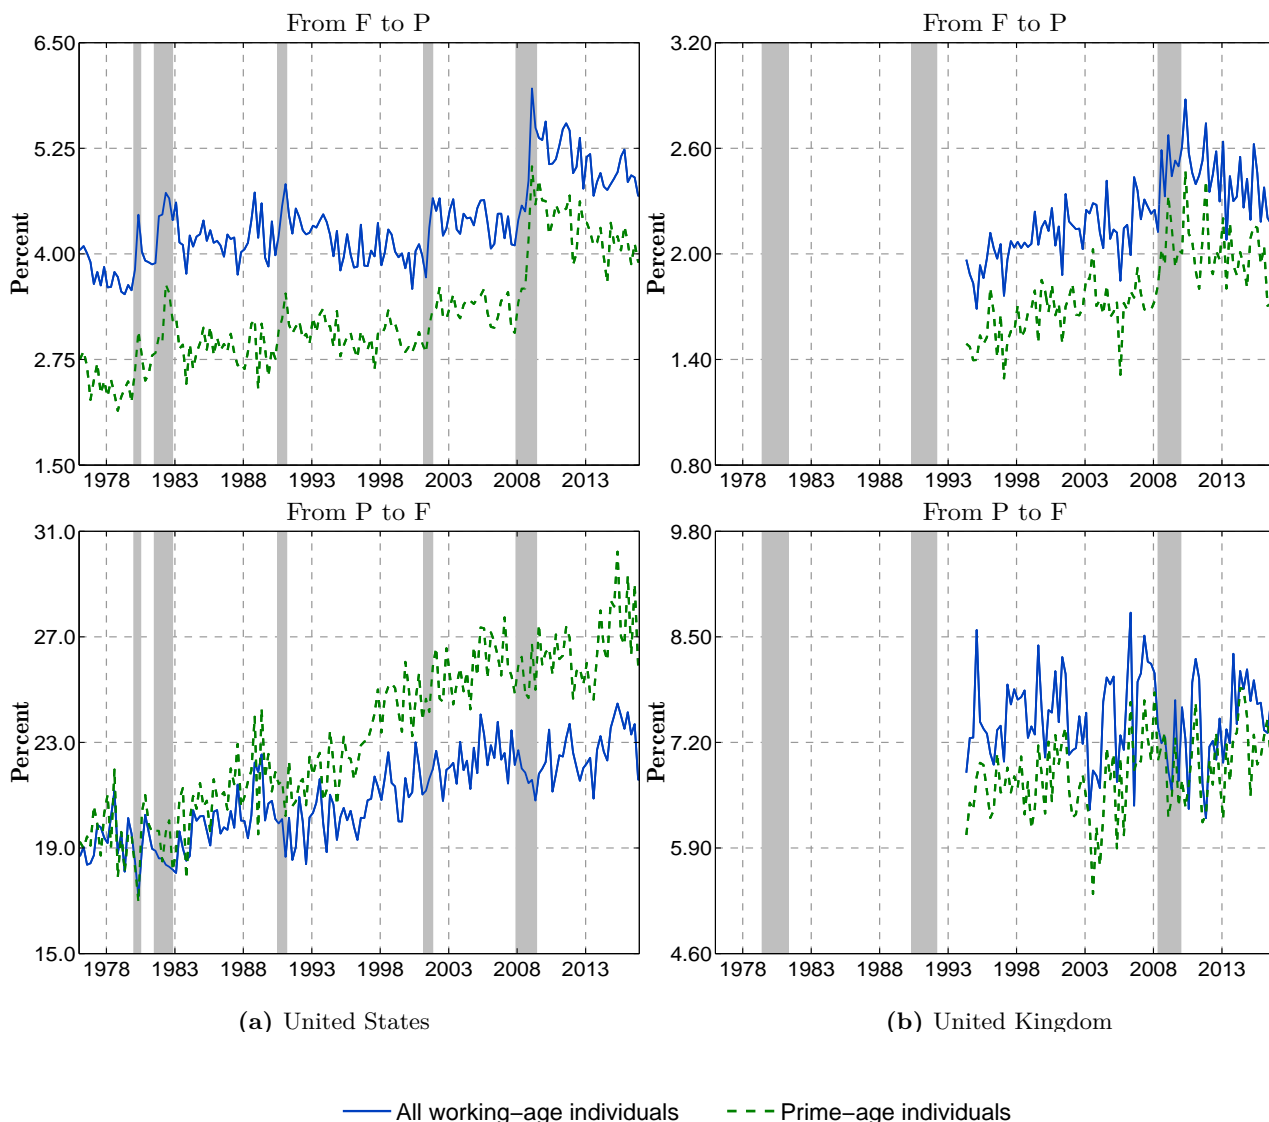 From F to P
Percent
6.50
5.25
4.00
2.75
1.50
1978 1983 1988 1993 1998 2003 2008 2013
From F to P
Percent
3.20
2.60
2.00
1.40
0.80
1978 1983 1988 1993 1998 2003 2008 2013
From P to F
Percent
31.0
27.0
23.0
19.0
15.0
1978 1983 1988 1993 1998 2003 2008 2013
From P to F
Percent
9.80
8.50
7.20
5.90
4.60
1978 1983 1988 1993 1998 2003 2008 2013
(a) United States
(b) United Kingdom
All working-age individuals
Prime-age individuals